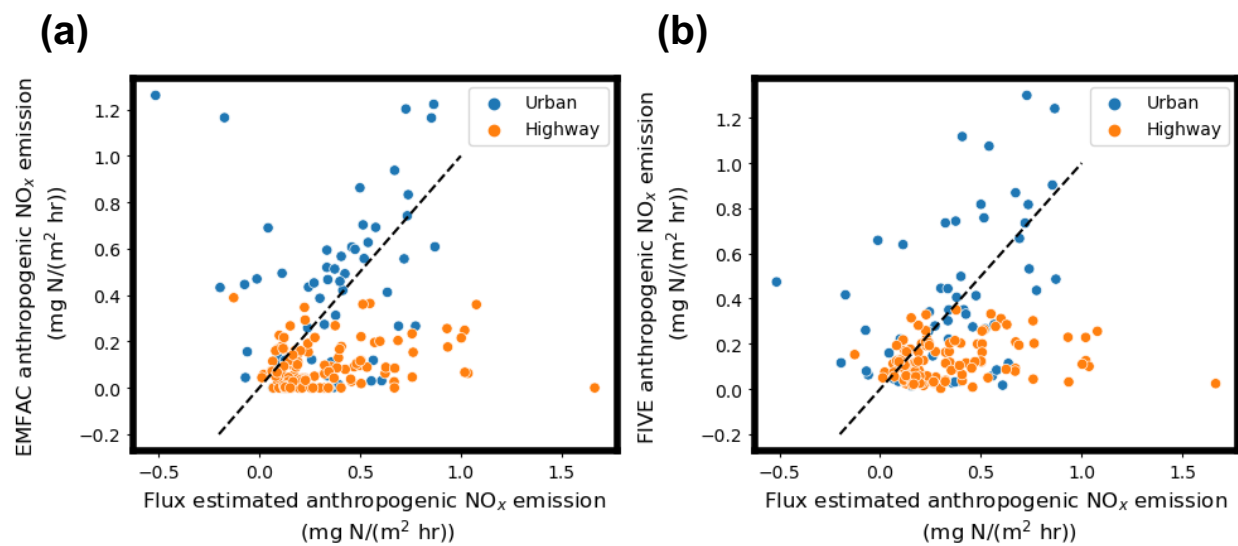 (a)
EMFAC anthropogenic NOₓ emission
(mg N/(m² hr))
1.2
1.0
0.8
0.6
0.4
0.2
0.0
−0.2
Urban
Highway
−0.5
0.0
0.5
1.0
1.5
Flux estimated anthropogenic NOₓ emission
(mg N/(m² hr))
(b)
FIVE anthropogenic NOₓ emission
(mg N/(m² hr))
1.2
1.0
0.8
0.6
0.4
0.2
0.0
−0.2
Urban
Highway
−0.5
0.0
0.5
1.0
1.5
Flux estimated anthropogenic NOₓ emission
(mg N/(m² hr))